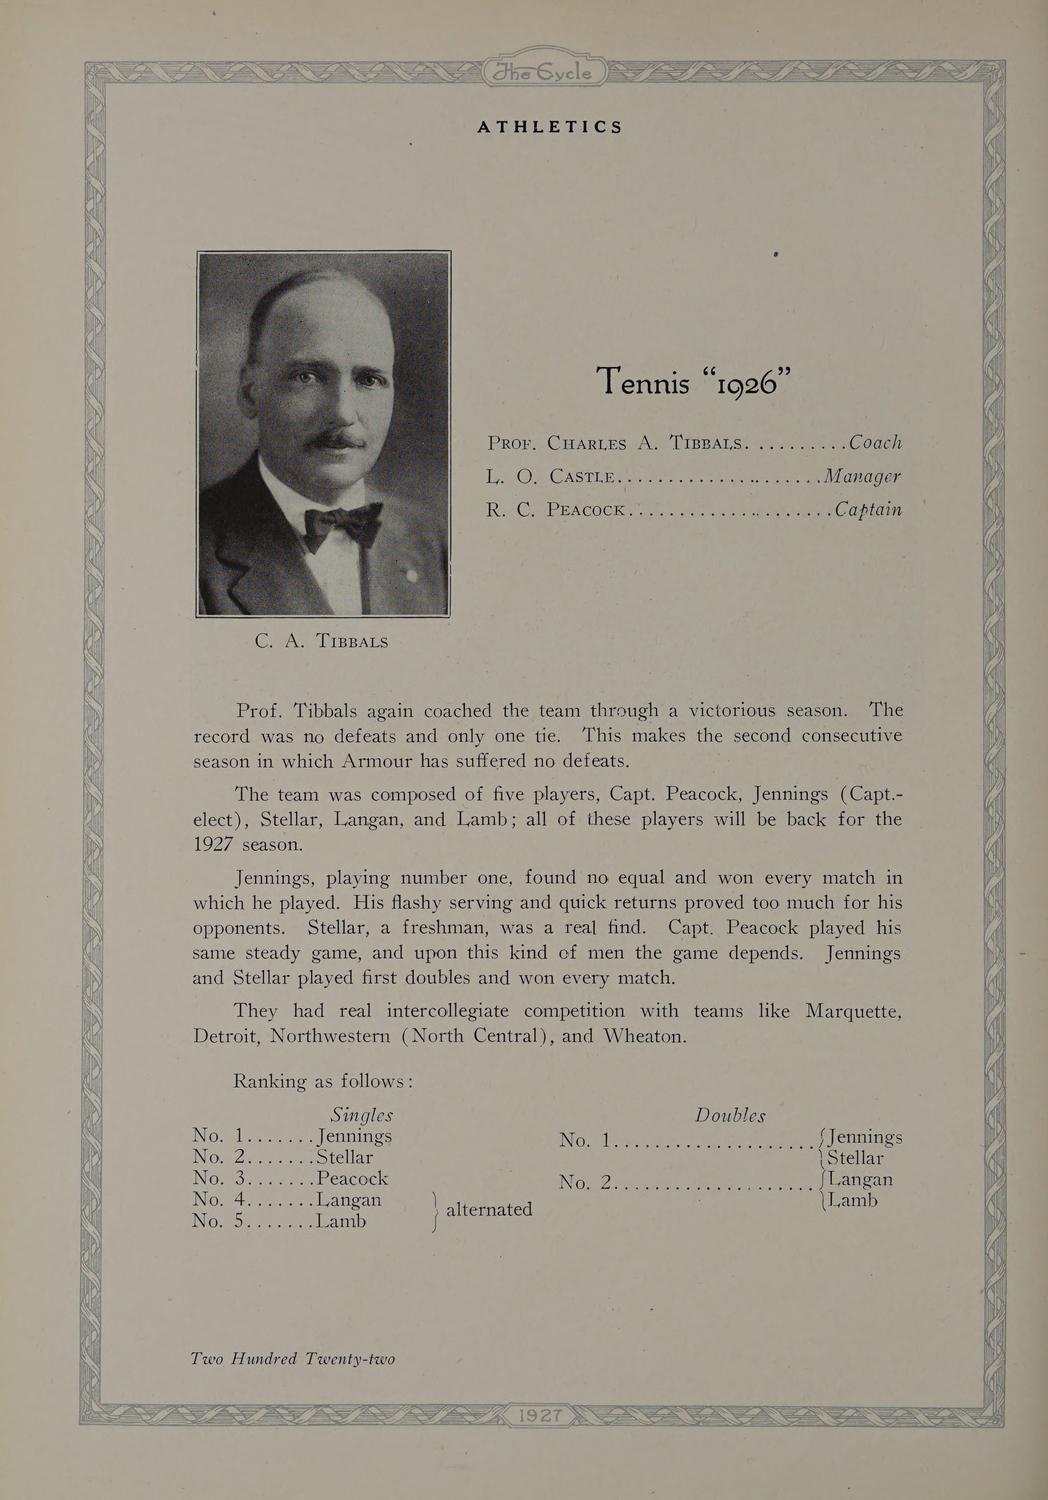 The Cycle
ATHLETICS
Tennis “1926”
PROF. CHARLES A. TIBBALS..........Coach
L. O. CASTLE....................Manager
R. C. PEACOCK....................Captain
C. A. TIBBALS
Prof. Tibbals again coached the team through a victorious season. The
record was no defeats and only one tie. This makes the second consecutive
season in which Armour has suffered no defeats.
The team was composed of five players, Capt. Peacock, Jennings (Capt.-
elect), Stellar, Langan, and Lamb; all of these players will be back for the
1927 season.
Jennings, playing number one, found no equal and won every match in
which he played. His flashy serving and quick returns proved too much for his
opponents. Stellar, a freshman, was a real find. Capt. Peacock played his
same steady game, and upon this kind of men the game depends. Jennings
and Stellar played first doubles and won every match.
They had real intercollegiate competition with teams like Marquette,
Detroit, Northwestern (North Central), and Wheaton.
Ranking as follows:
Singles
No. 1.......Jennings
No. 2.......Stellar
No. 3.......Peacock
No. 4.......Langan
No. 5.......Lamb
} alternated
Doubles
No. 1....................{Jennings
Stellar
No. 2....................{Langan
Lamb
Two Hundred Twenty-two
1927